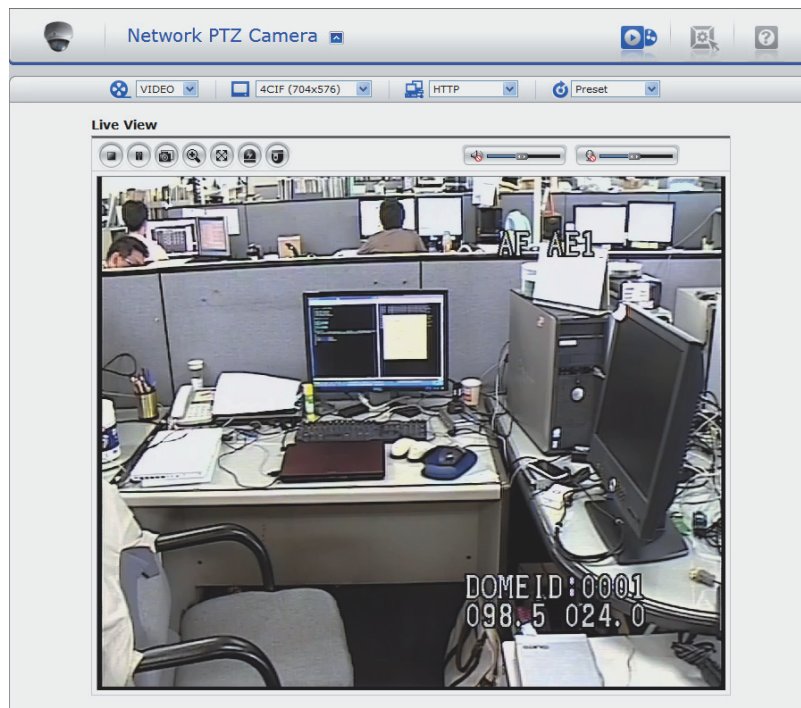 Network PTZ Camera
VIDEO
4CIF (704x576)
HTTP
Preset
Live View
AF AE1
DOMEID:0001
098.5 024.0